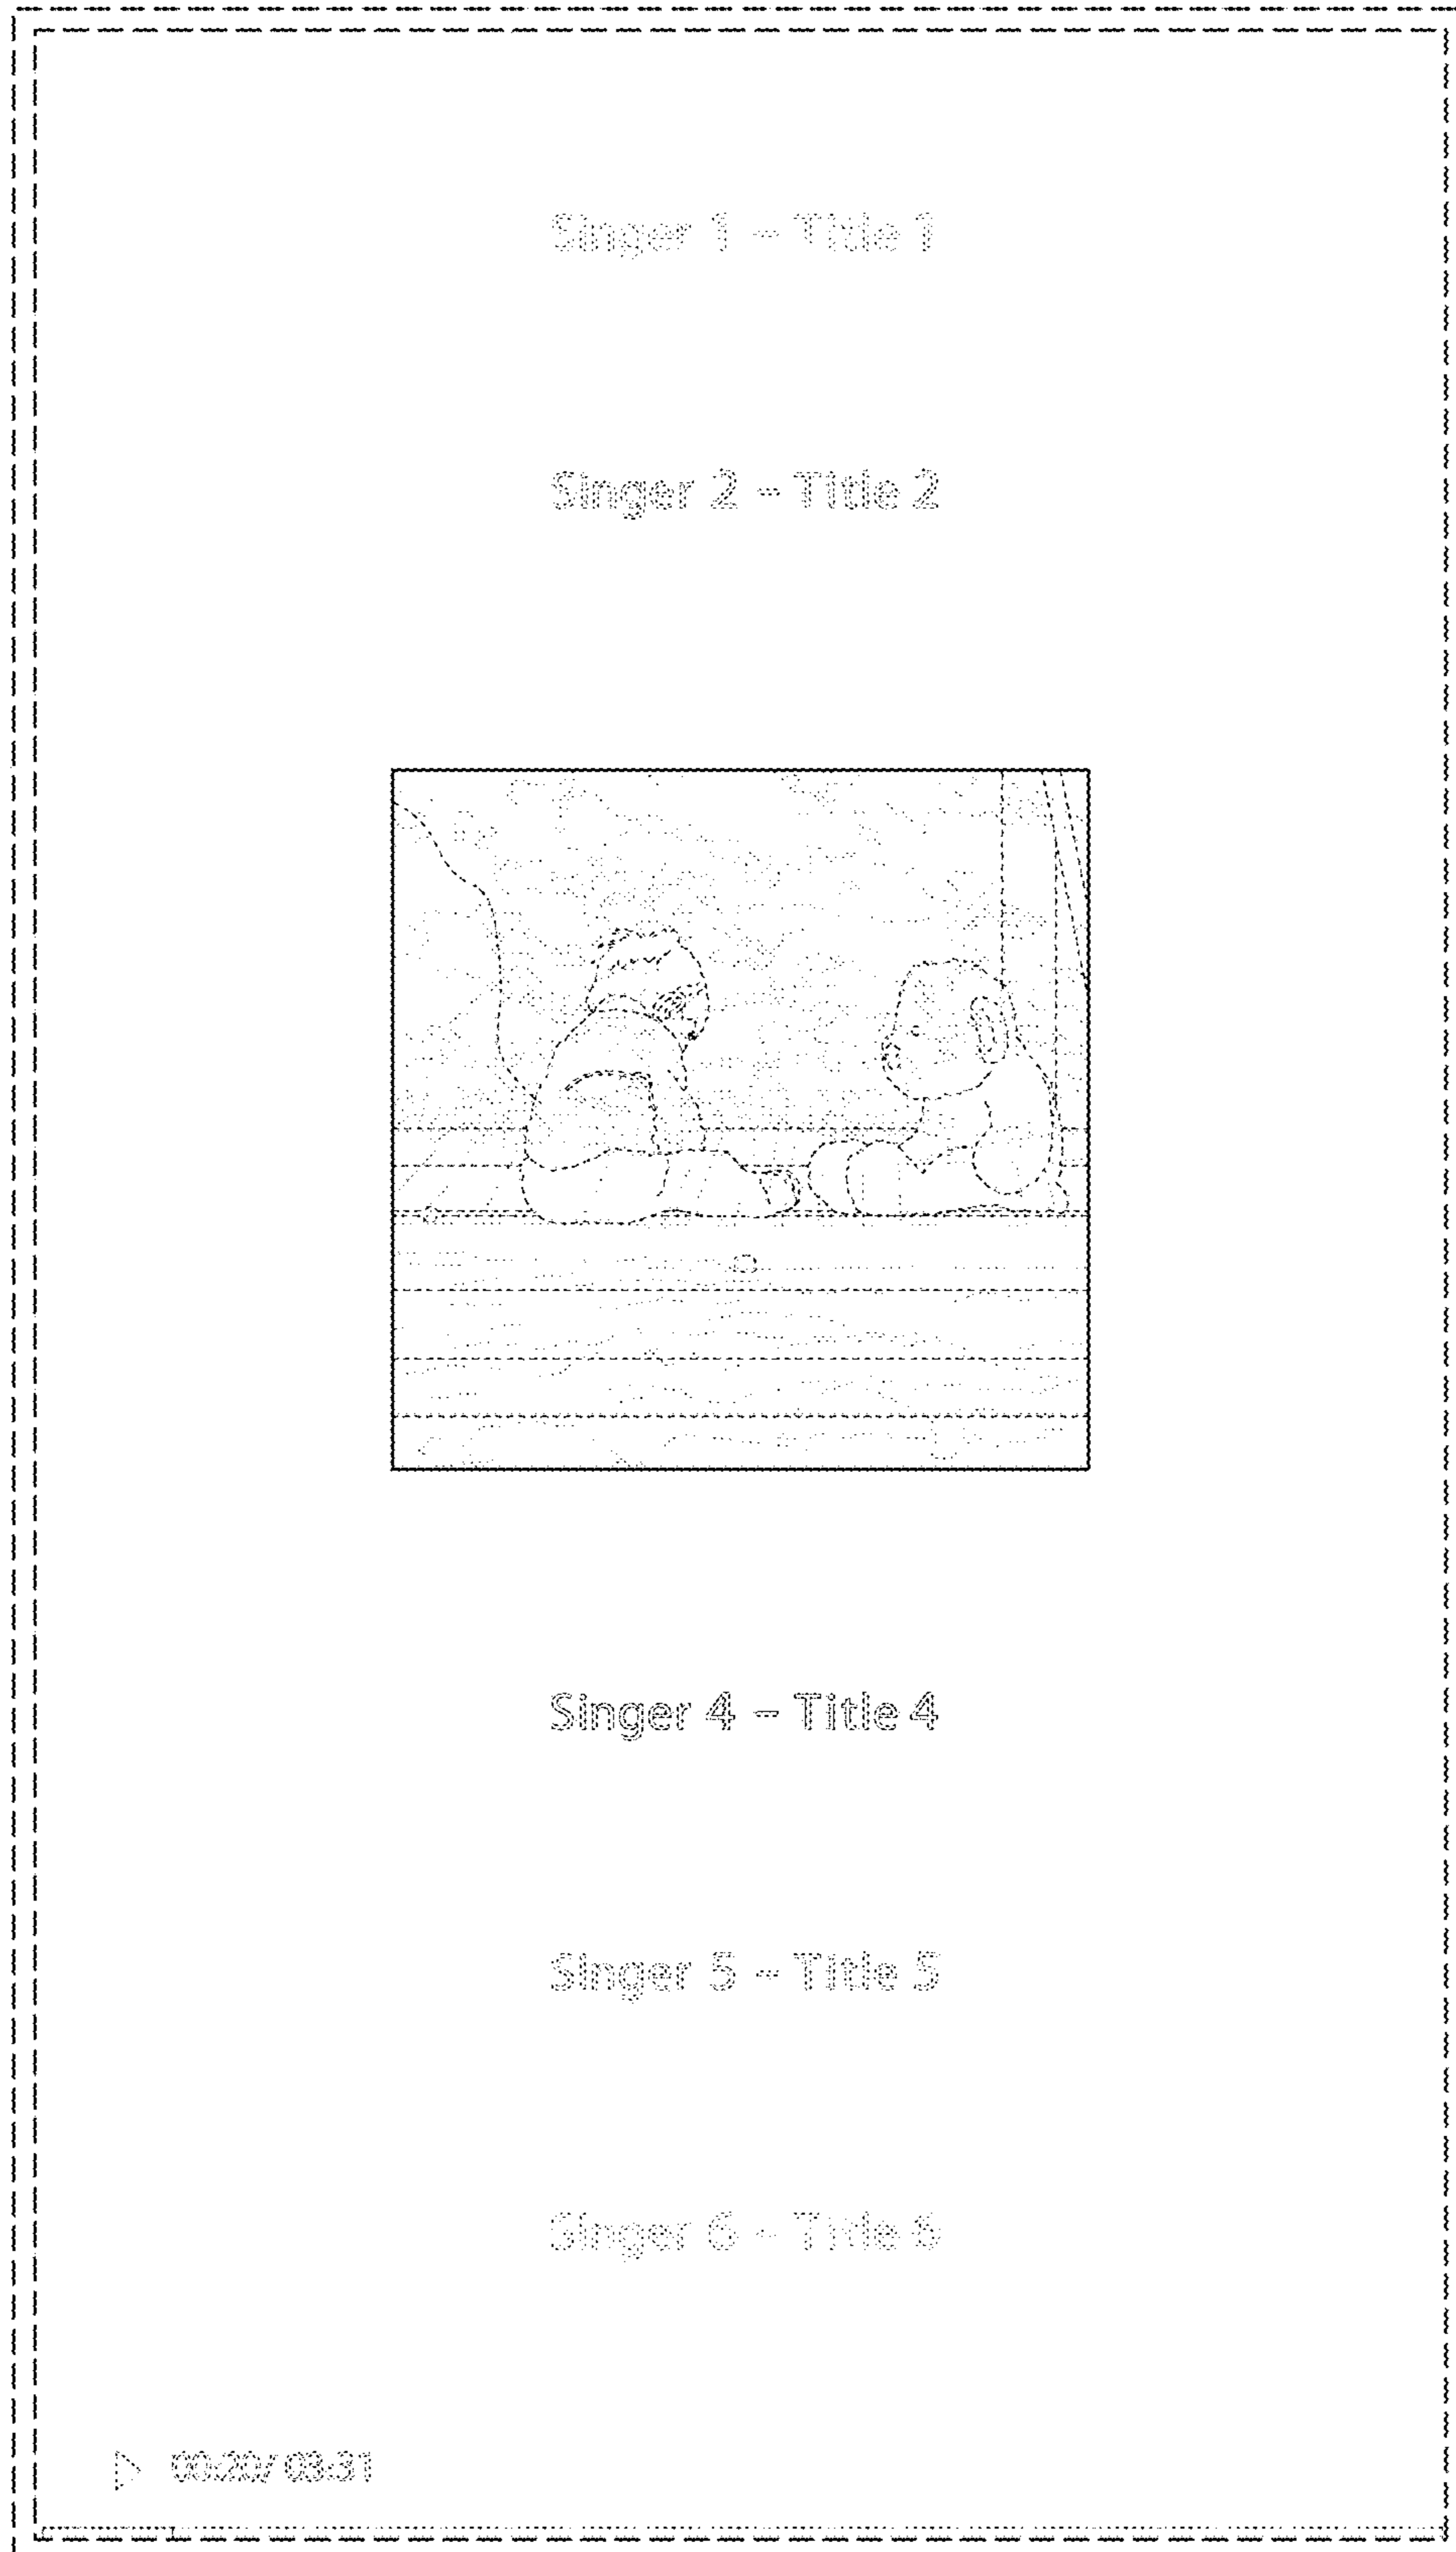 Singer 1 – Title 1
Singer 2 – Title 2
Singer 4 – Title 4
Singer 5 – Title 5
Singer 6 – Title 6
00:20/ 03:31